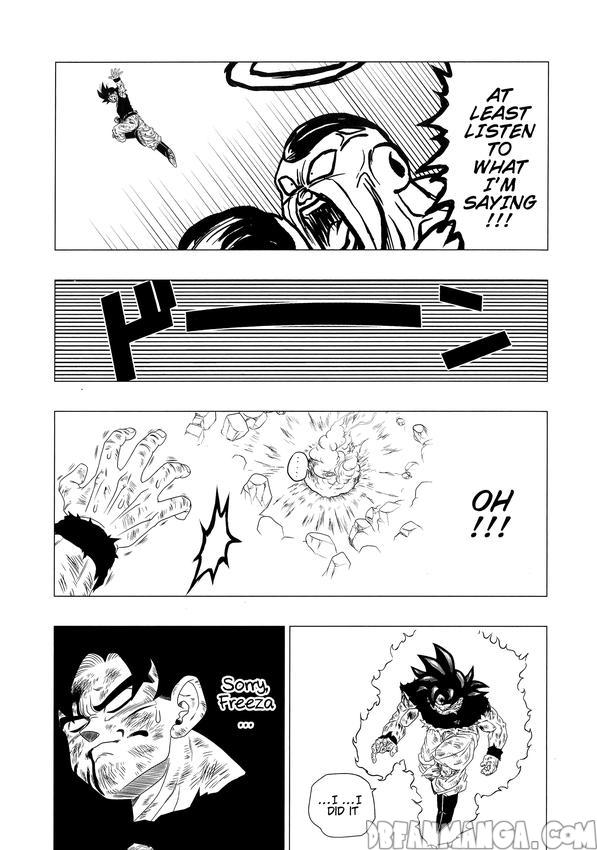 AT
LEAST
LISTEN
TO
WHAT
I'M
SAYING
!!!
ドーン
OH
!!!
...
Sorry,
Freeza
...
...I ...I
DID IT
DBFANMANGA.COM